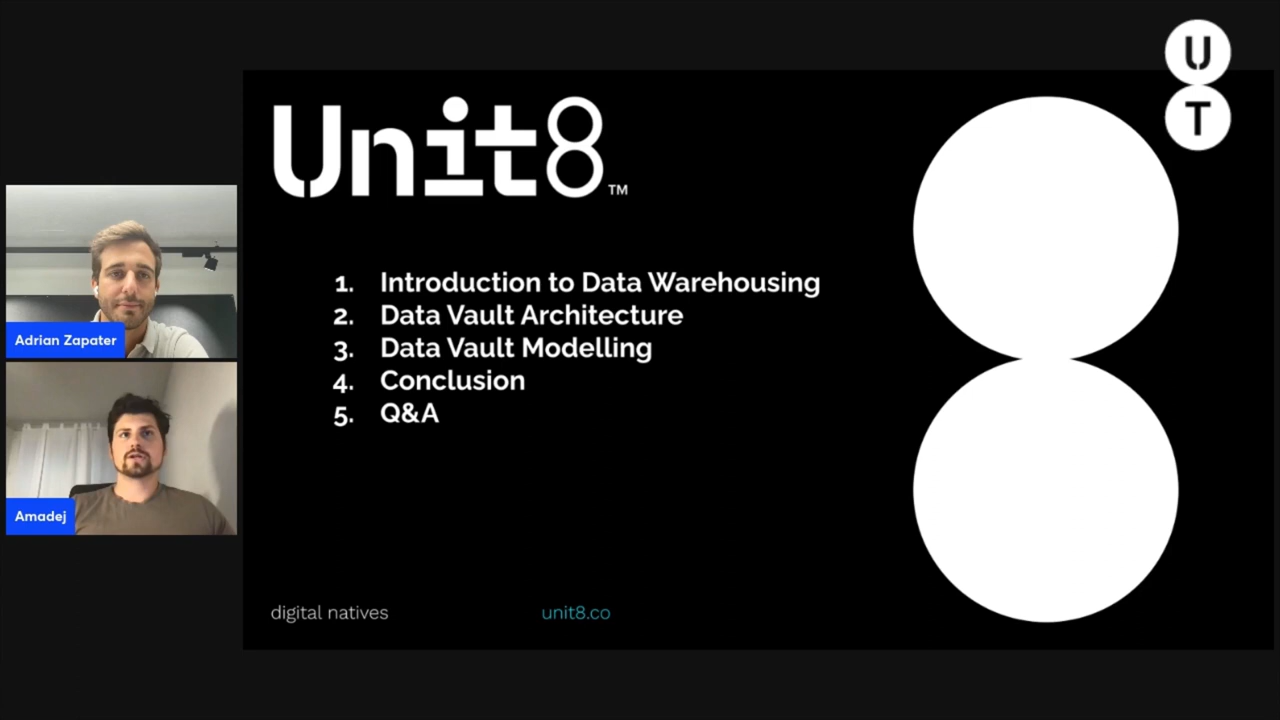 U
T
Unit8™
1. Introduction to Data Warehousing
2. Data Vault Architecture
3. Data Vault Modelling
4. Conclusion
5. Q&A
Adrian Zapater
Amadej
digital natives
unit8.co